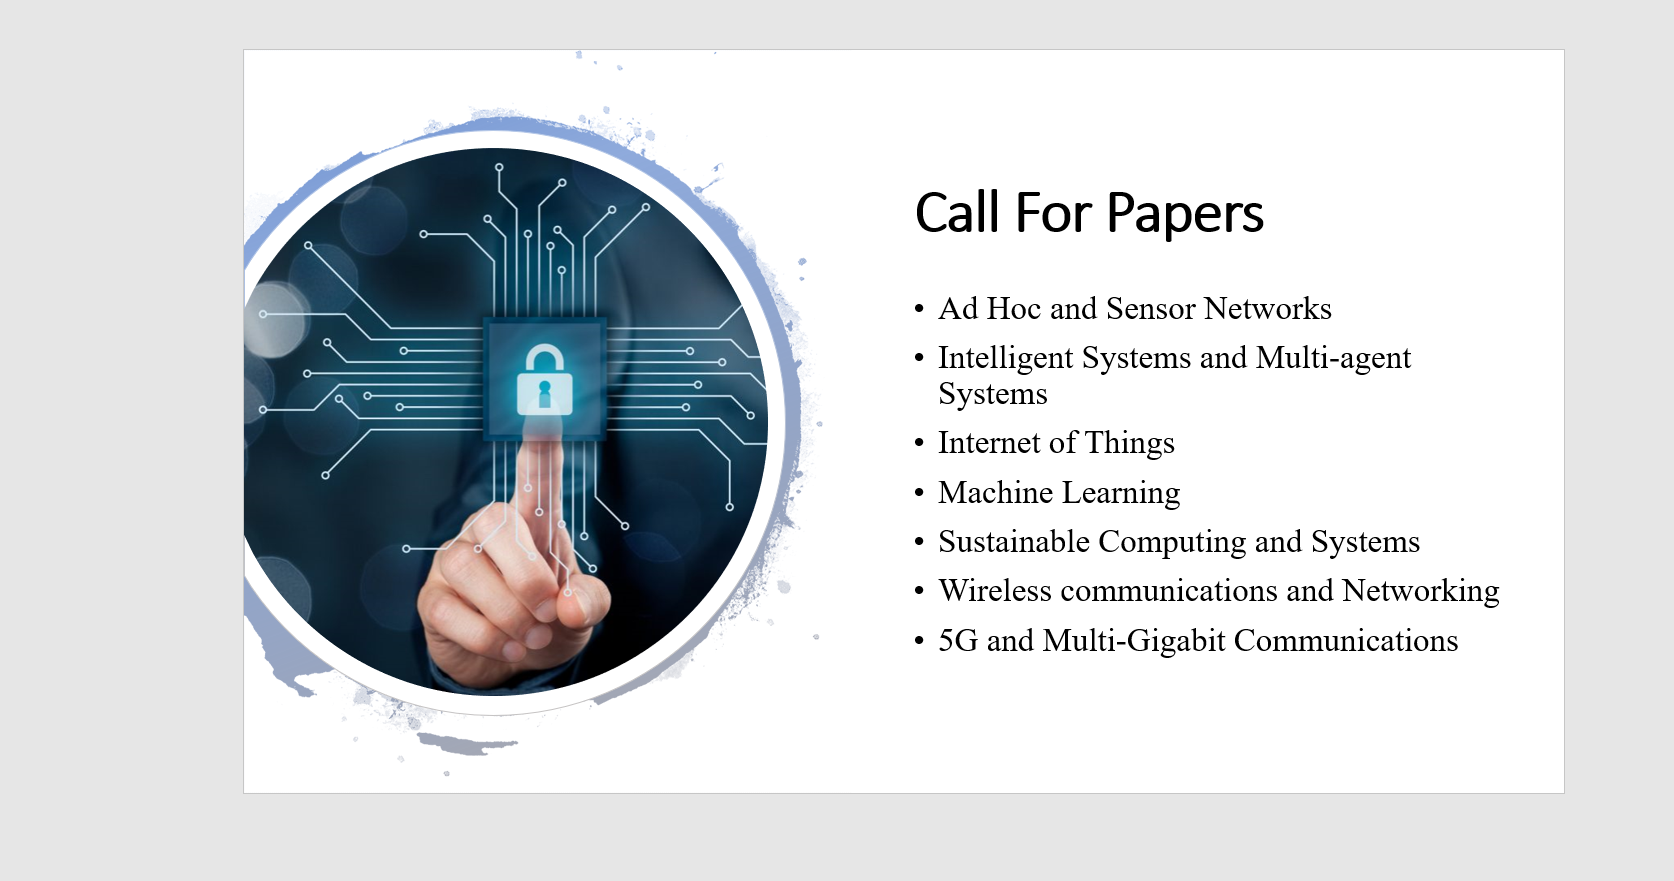 Call For Papers
• Ad Hoc and Sensor Networks
• Intelligent Systems and Multi-agent
Systems
• Internet of Things
• Machine Learning
• Sustainable Computing and Systems
• Wireless communications and Networking
• 5G and Multi-Gigabit Communications